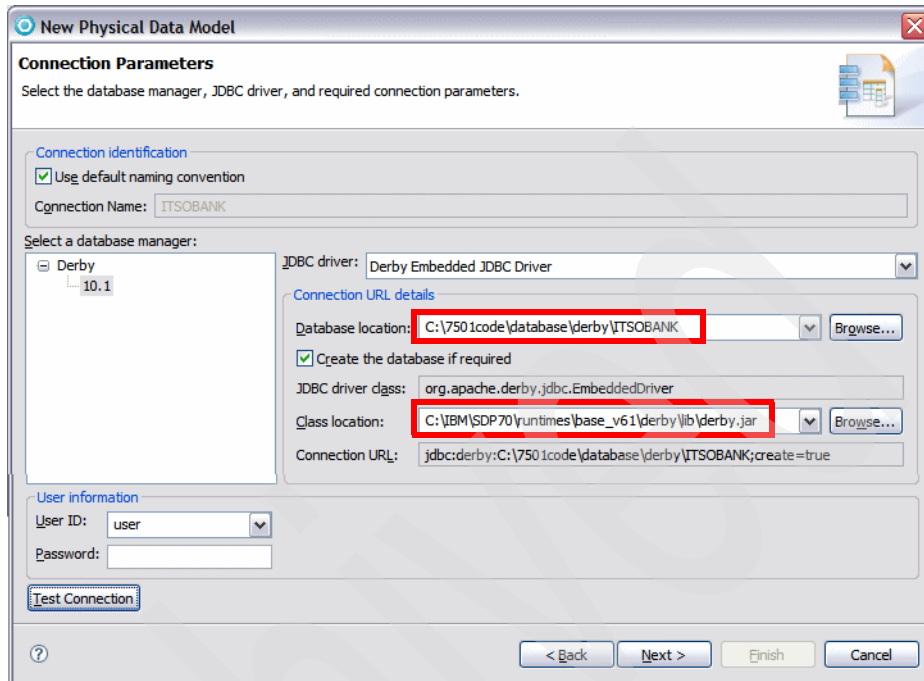 New Physical Data Model
Connection Parameters
Select the database manager, JDBC driver, and required connection parameters.
Connection identification
Use default naming convention
Connection Name: ITSOBANK
Select a database manager:
Derby
10.1
JDBC driver: Derby Embedded JDBC Driver
Connection URL details
Database location: C:\7501code\database\derby\ITSOBANK Browse...
Create the database if required
JDBC driver class: org.apache.derby.jdbc.EmbeddedDriver
Class location: C:\IBM\SDP70\runtimes\base_v61\derby\lib\derby.jar Browse...
Connection URL: jdbc:derby:C:\7501code\database\derby\ITSOBANK;create=true
User information
User ID: user
Password:
Test Connection
? < Back Next > Finish Cancel